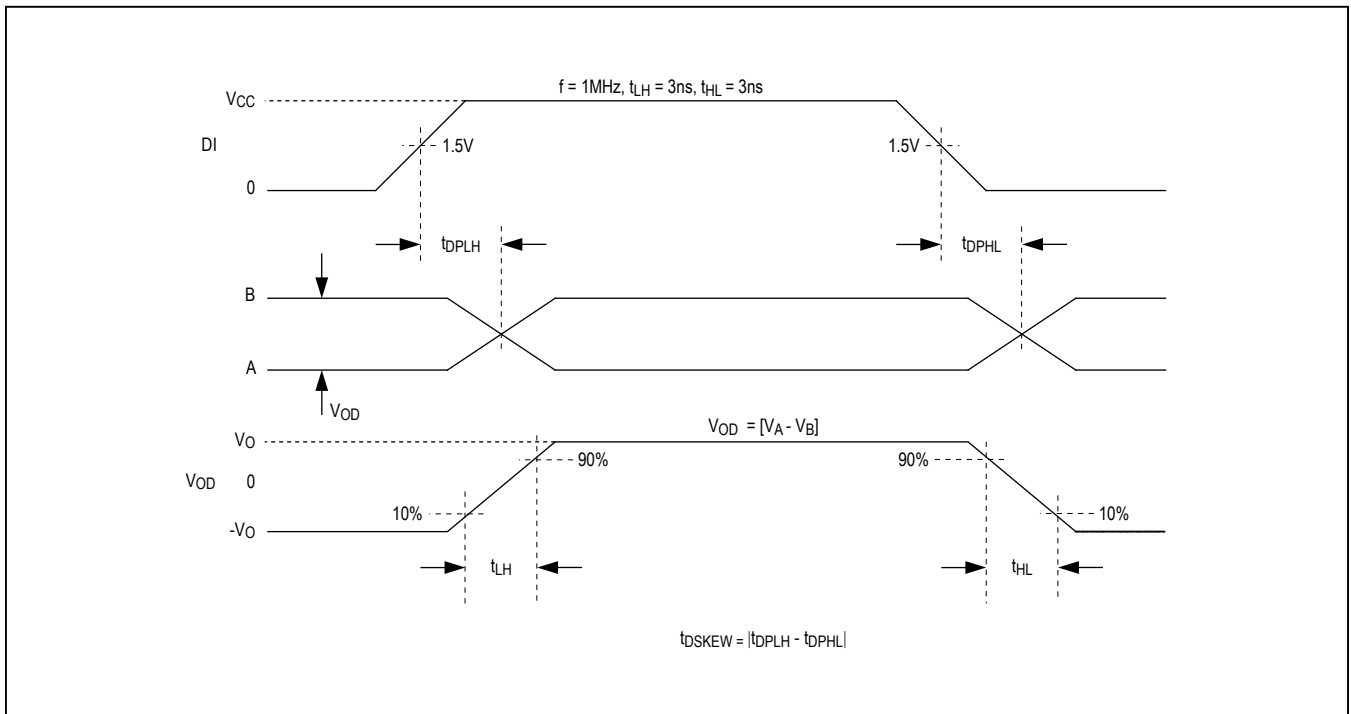 f = 1MHz, tLH = 3ns, tHL = 3ns
VCC
DI
1.5V
1.5V
0
tDPLH
tDPHL
B
A
VOD
VO
VOD = [VA - VB]
90%
90%
VOD 0
10%
10%
-VO
tLH
tHL
tDSKEW = |tDPLH - tDPHL|